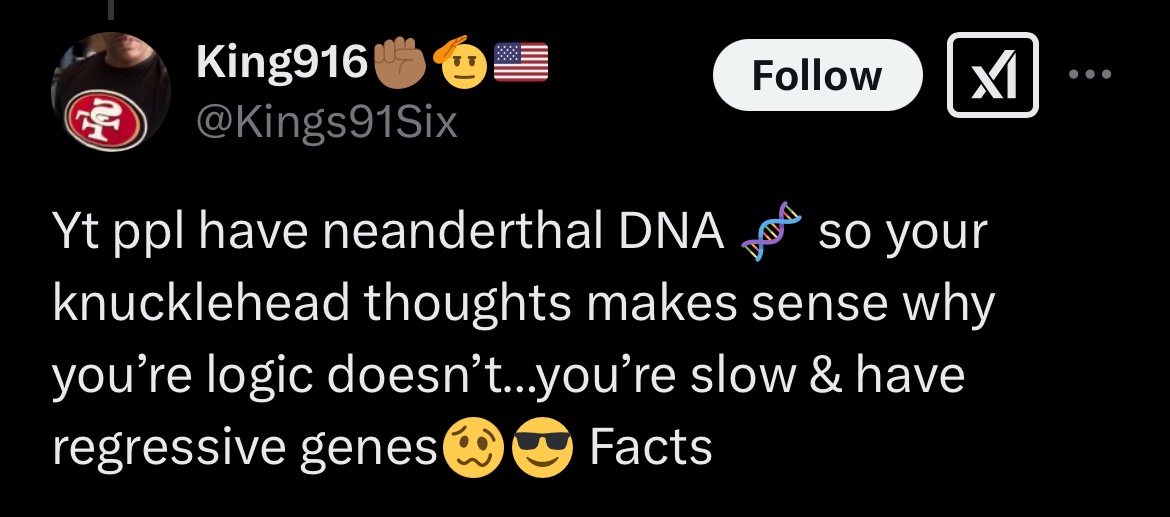 King916✊🏽🫡🇺🇸
@Kings91Six
Follow
Yt ppl have neanderthal DNA 🧬 so your
knucklehead thoughts makes sense why
you’re logic doesn’t...you’re slow & have
regressive genes🥴😎 Facts